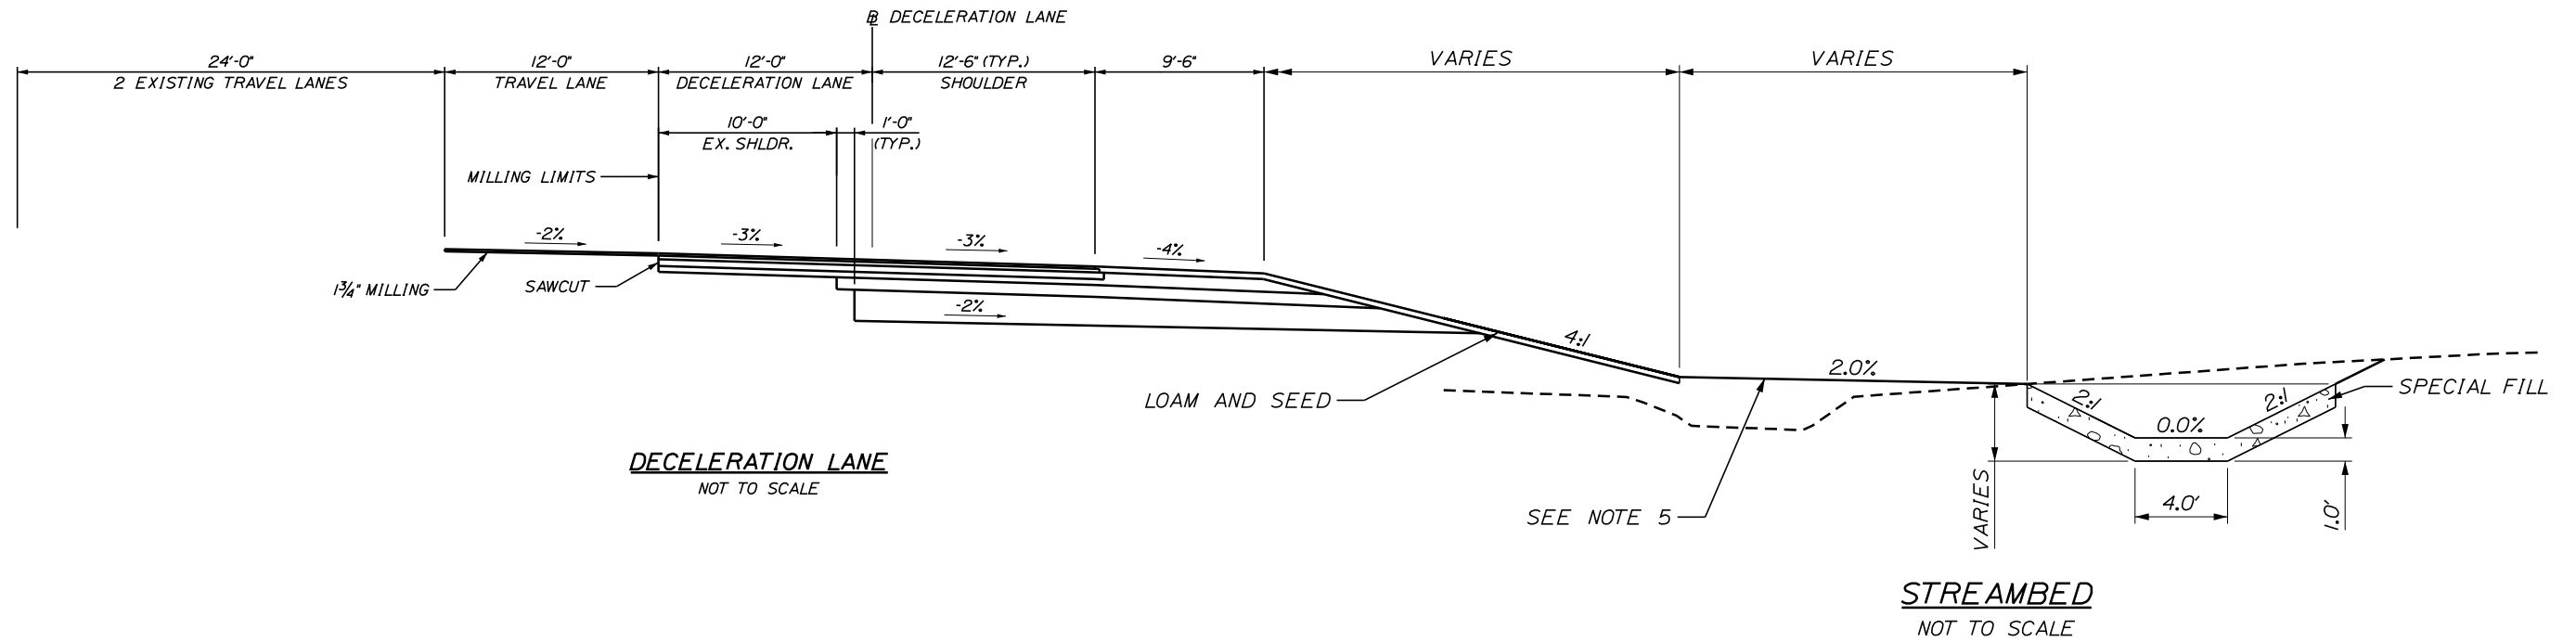 ℄ DECELERATION LANE
24'-0"
12'-0"
12'-0"
12'-6" (TYP.)
9'-6"
VARIES
VARIES
2 EXISTING TRAVEL LANES
TRAVEL LANE
DECELERATION LANE
SHOULDER
10'-0"
1'-0"
EX. SHLDR.
(TYP.)
MILLING LIMITS
-2%
-3%
-3%
-4%
1¾" MILLING
SAWCUT
-2%
4:1
2.0%
LOAM AND SEED
2:1
2:1
SPECIAL FILL
0.0%
DECELERATION LANE
NOT TO SCALE
SEE NOTE 5
VARIES
4.0'
1.0'
STREAMBED
NOT TO SCALE